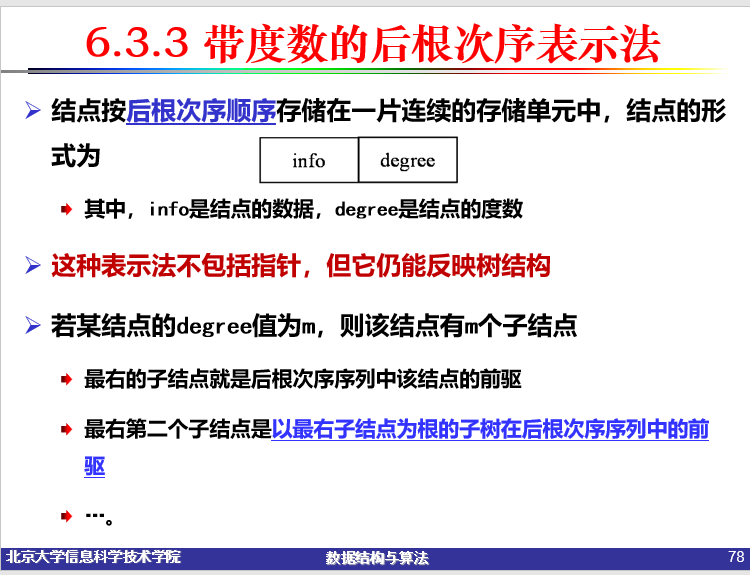 6.3.3 带度数的后根次序表示法
结点按后根次序顺序存储在一片连续的存储单元中，结点的形
式为
info degree
其中，info是结点的数据，degree是结点的度数
这种表示法不包括指针，但它仍能反映树结构
若某结点的degree值为m，则该结点有m个子结点
最右的子结点就是后根次序序列中该结点的前驱
最右第二个子结点是以最右子结点为根的子树在后根次序序列中的前
驱
…。
北京大学信息科学技术学院 数据结构与算法 78